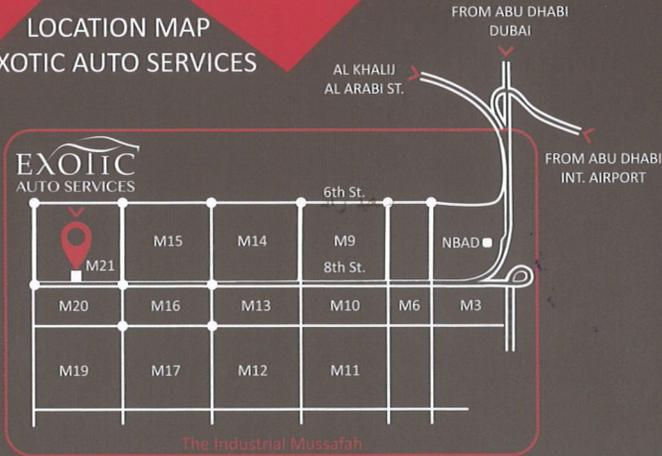 LOCATION MAP
EXOTIC AUTO SERVICES
FROM ABU DHABI
DUBAI
AL KHALIJ
AL ARABI ST.
FROM ABU DHABI
INT. AIRPORT
EXOTIC
AUTO SERVICES
6th St.
M15
M14
M9
NBAD
M21
8th St.
M20
M16
M13
M10
M6
M3
M19
M17
M12
M11
The Industrial Mussafah